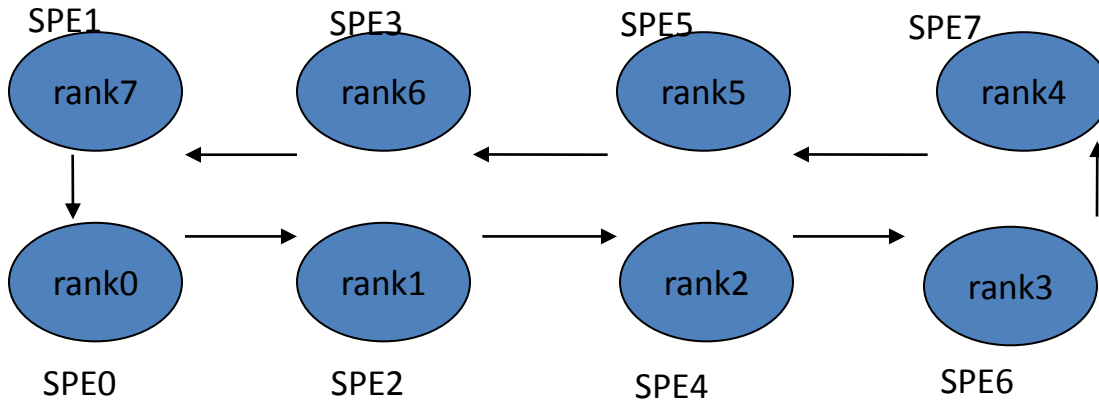 SPE1 SPE3 SPE5 SPE7
rank7 rank6 rank5 rank4
rank0 rank1 rank2 rank3
SPE0 SPE2 SPE4 SPE6